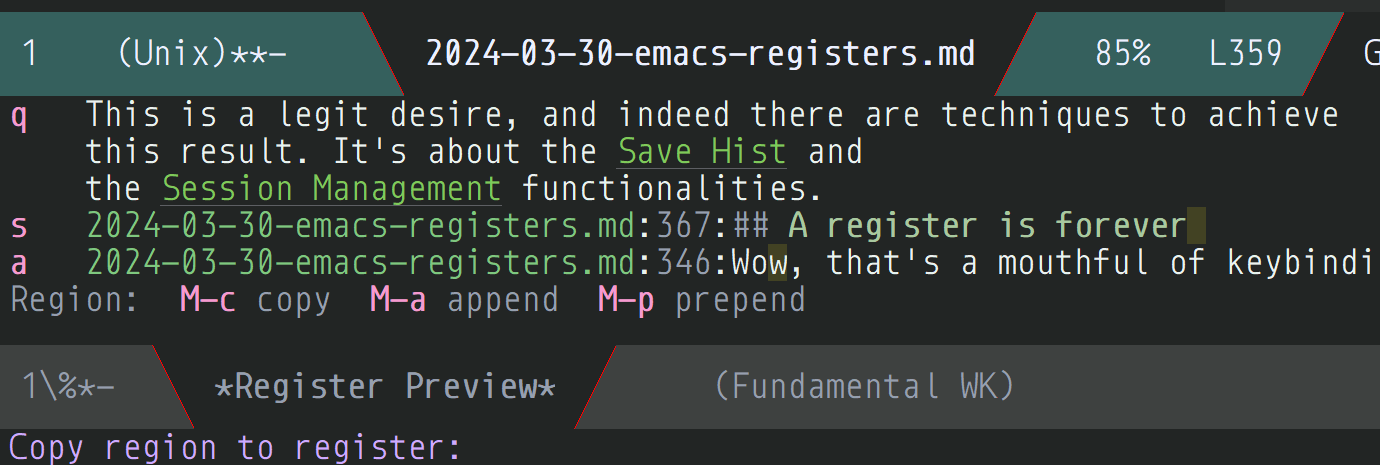 1 (Unix)**- 2024-03-30-emacs-registers.md 85% L359 G
q This is a legit desire, and indeed there are techniques to achieve
this result. It's about the Save Hist and
the Session Management functionalities.
s 2024-03-30-emacs-registers.md:367:## A register is forever
a 2024-03-30-emacs-registers.md:346:Wow, that's a mouthful of keybindi
Region: M-c copy M-a append M-p prepend
1\%*- *Register Preview* (Fundamental WK)
Copy region to register: